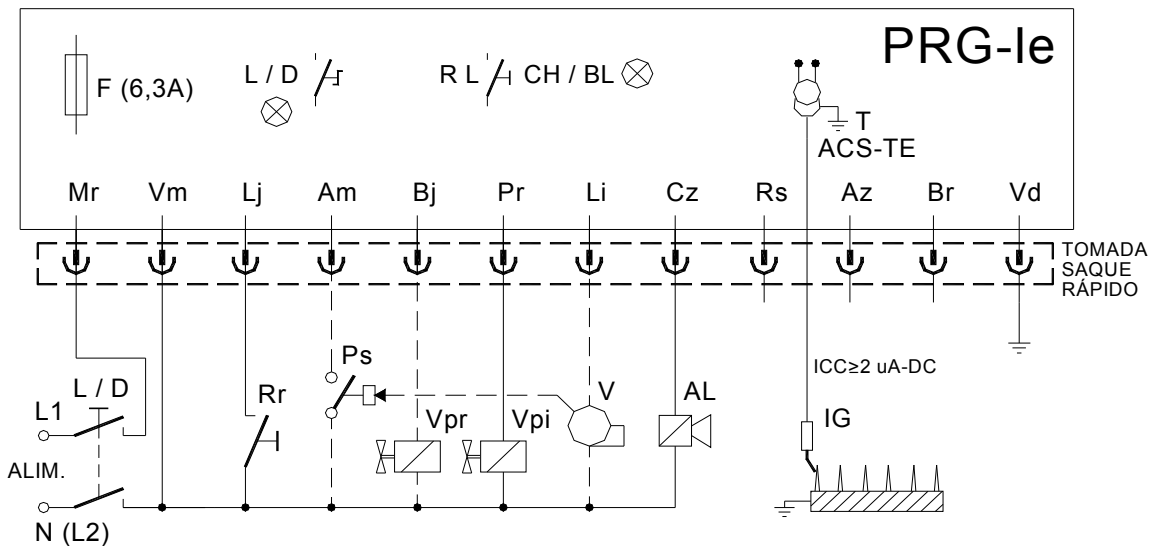 PRG-Ie
F (6,3A)
L / D
R L
CH / BL
T
ACS-TE
Mr Vm Lj Am Bj Pr Li Cz Rs Az Br Vd
TOMADA
SAQUE
RÁPIDO
ICC≥2 uA-DC
L / D
L1
Rr
Ps
Vpr
Vpi
V
AL
IG
ALIM.
N (L2)